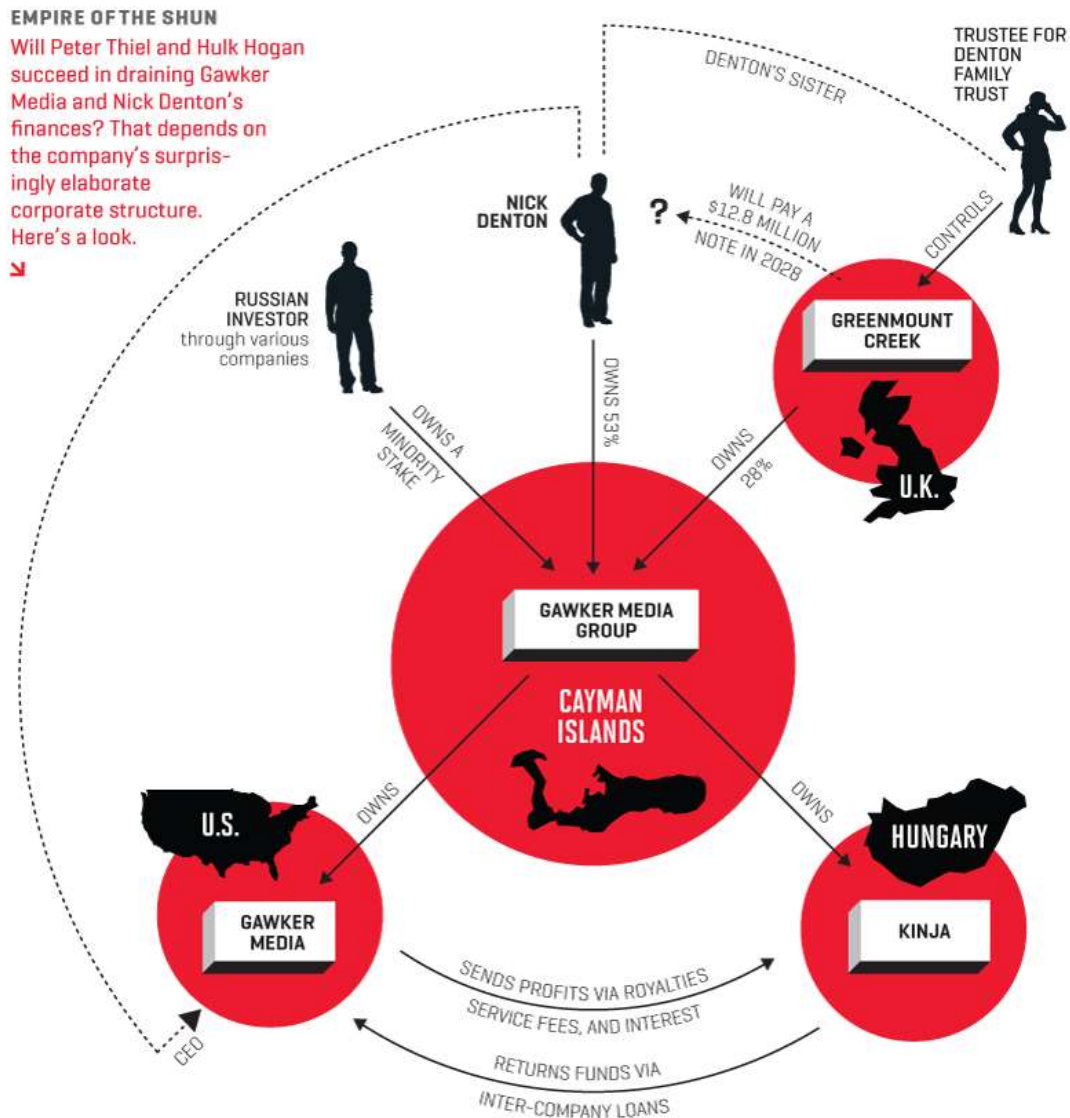 EMPIRE OF THE SHUN
Will Peter Thiel and Hulk Hogan
succeed in draining Gawker
Media and Nick Denton's
finances? That depends on
the company's surpris-
ingly elaborate
corporate structure.
Here's a look.
TRUSTEE FOR
DENTON
FAMILY
TRUST
DENTON'S SISTER
NICK
DENTON
?
WILL PAY A
$12.8 MILLION
NOTE IN 2028
CONTROLS
RUSSIAN
INVESTOR
through various
companies
GREENMOUNT
CREEK
U.K.
OWNS A
MINORITY
STAKE
OWNS 53%
OWNS
28%
GAWKER MEDIA
GROUP
CAYMAN
ISLANDS
OWNS
OWNS
U.S.
GAWKER
MEDIA
HUNGARY
KINJA
SENDS PROFITS VIA ROYALTIES
SERVICE FEES, AND INTEREST
CEO
RETURNS FUNDS VIA
INTER-COMPANY LOANS